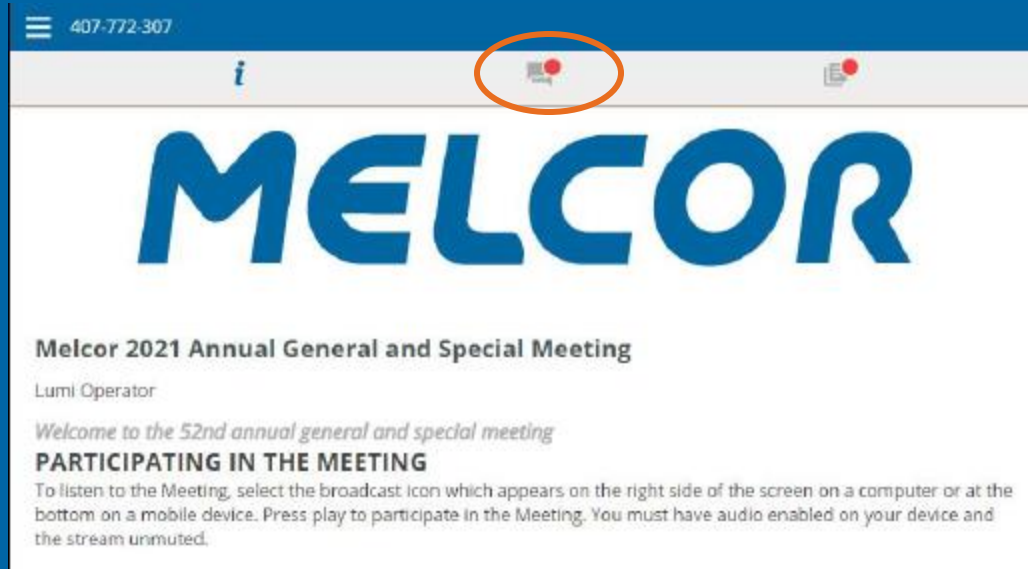 407-772-307
i
MELCOR
Melcor 2021 Annual General and Special Meeting
Lumi Operator
Welcome to the 52nd annual general and special meeting
PARTICIPATING IN THE MEETING
To listen to the Meeting, select the broadcast icon which appears on the right side of the screen on a computer or at the
bottom on a mobile device. Press play to participate in the Meeting. You must have audio enabled on your device and
the stream unmuted.